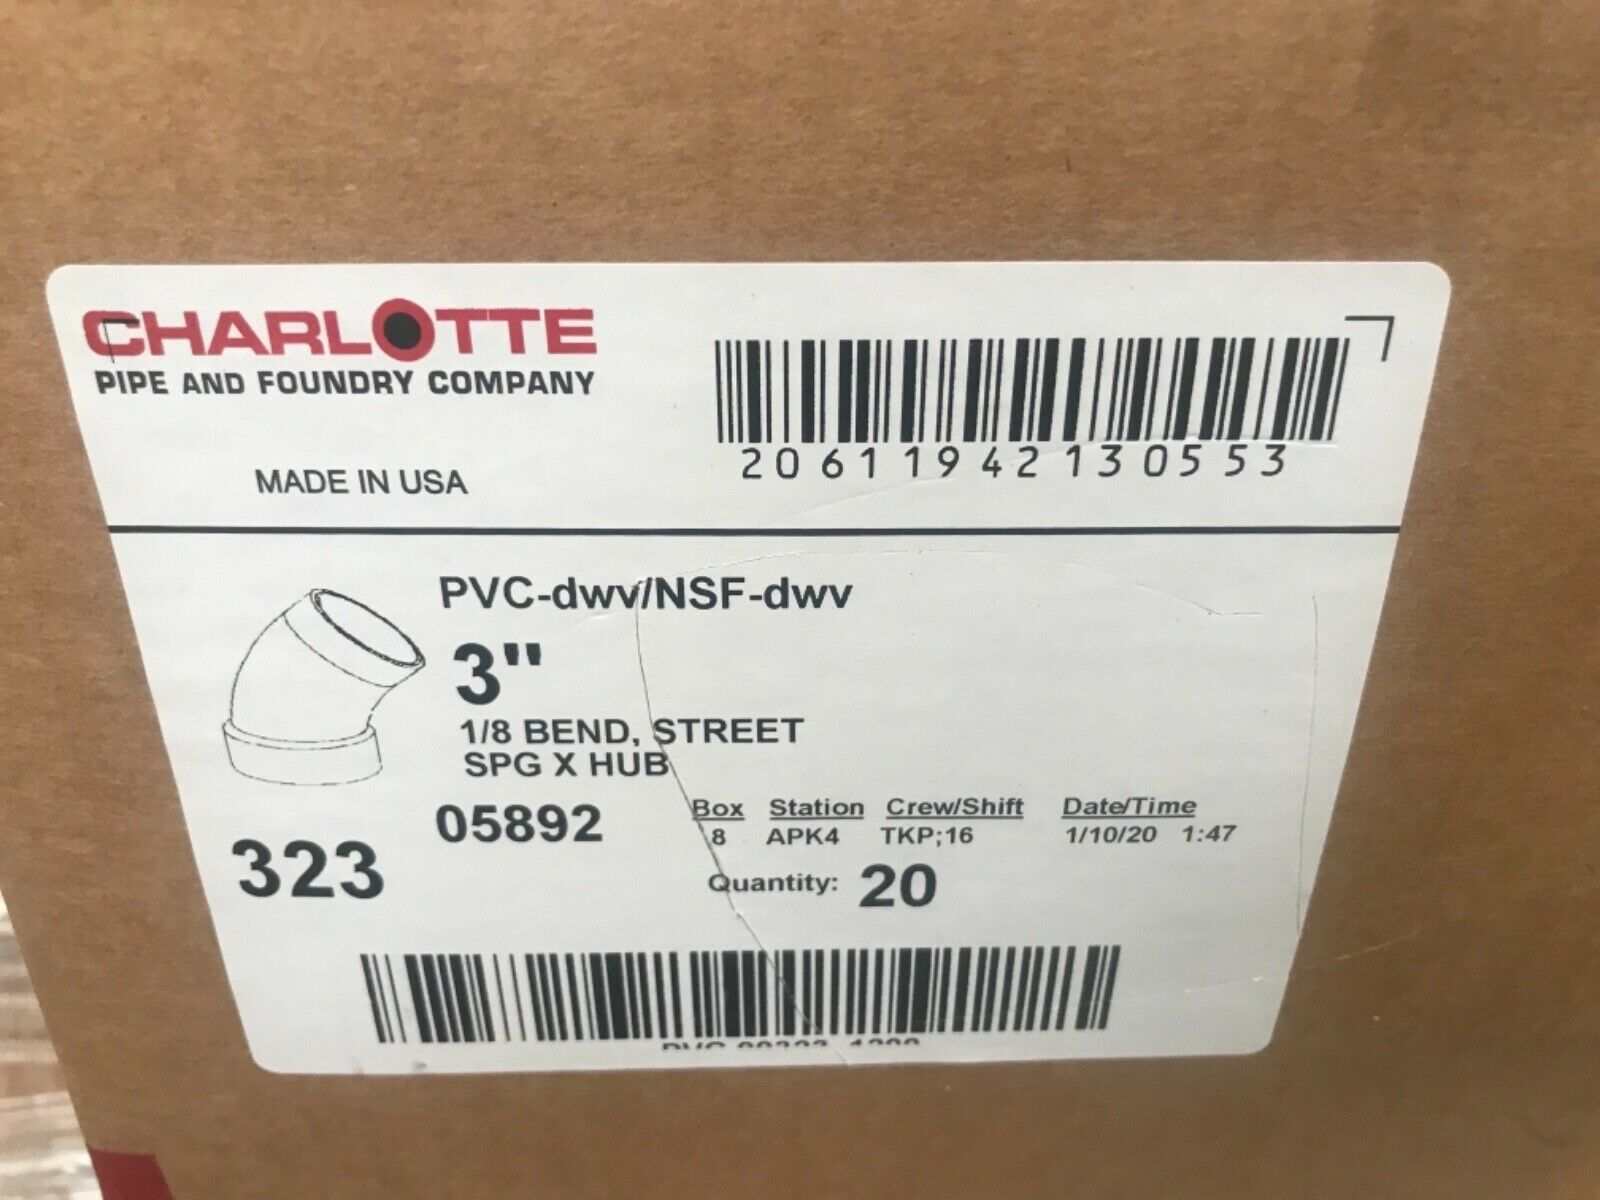 CHARLOTTE
PIPE AND FOUNDRY COMPANY
MADE IN USA
20611942130553
PVC-dwv/NSF-dwv
3"
1/8 BEND, STREET
SPG X HUB
05892
323
Box Station Crew/Shift Date/Time
8 APK4 TKP;16 1/10/20 1:47
Quantity: 20